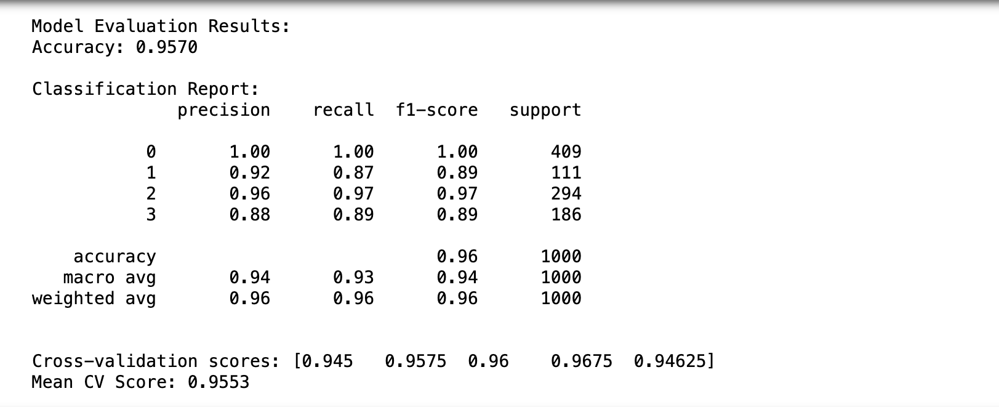 Model Evaluation Results:
Accuracy: 0.9570
Classification Report:
precision recall f1-score support
0 1.00 1.00 1.00 409
1 0.92 0.87 0.89 111
2 0.96 0.97 0.97 294
3 0.88 0.89 0.89 186
accuracy 0.96 1000
macro avg 0.94 0.93 0.94 1000
weighted avg 0.96 0.96 0.96 1000
Cross-validation scores: [0.945 0.9575 0.96 0.9675 0.94625]
Mean CV Score: 0.9553